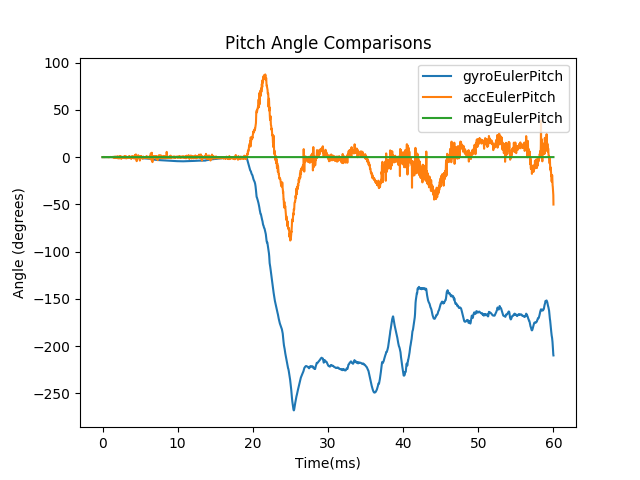 Pitch Angle Comparisons
gyroEulerPitch
accEulerPitch
magEulerPitch
100
50
0
−50
−100
−150
−200
−250
Angle (degrees)
0 10 20 30 40 50 60
Time(ms)